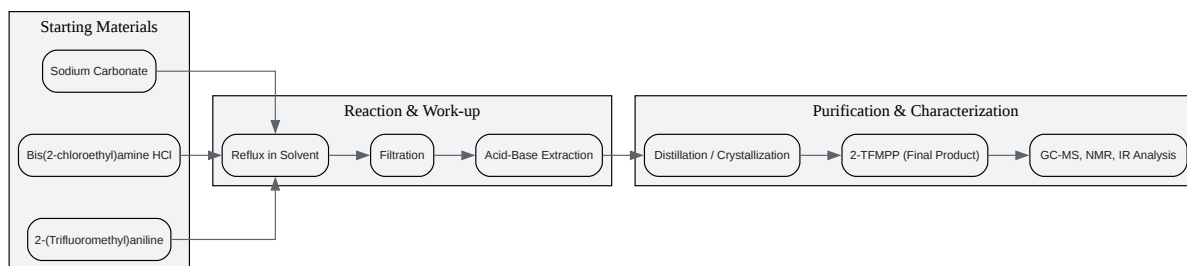 Starting Materials
Sodium Carbonate
Bis(2-chloroethyl)amine HCl
2-(Trifluoromethyl)aniline
Reaction & Work-up
Reflux in Solvent
Filtration
Acid-Base Extraction
Purification & Characterization
Distillation / Crystallization
2-TFMPP (Final Product)
GC-MS, NMR, IR Analysis